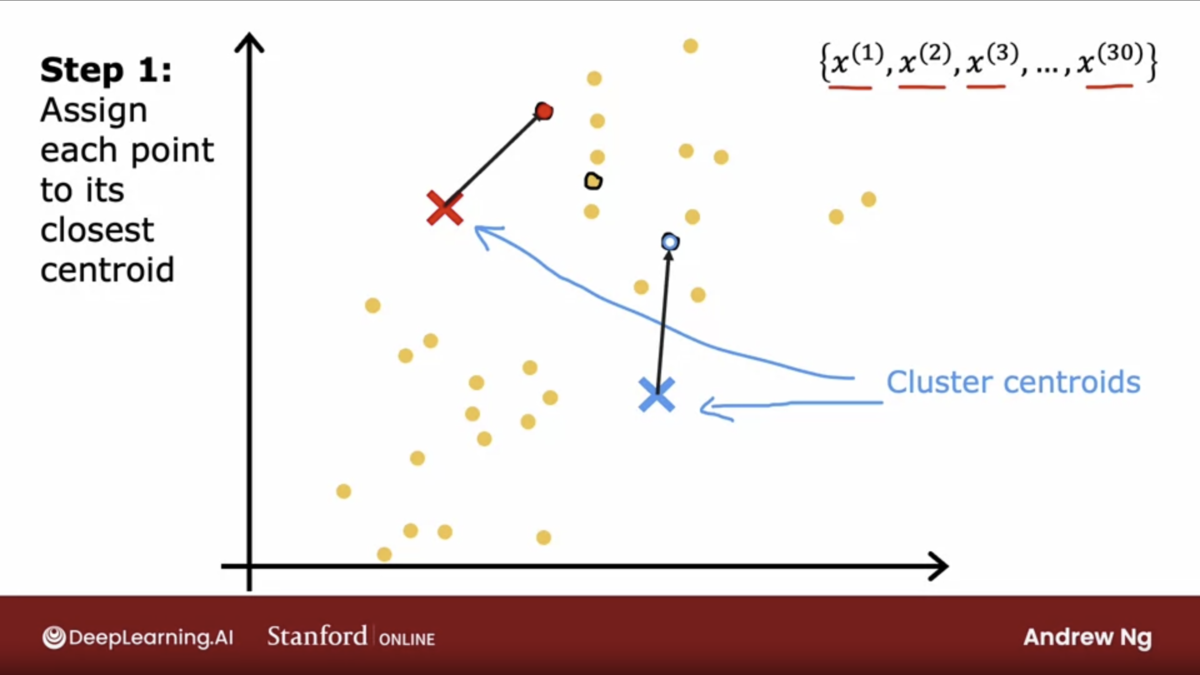 Step 1:
Assign
each point
to its
closest
centroid
{x⁽¹⁾, x⁽²⁾, x⁽³⁾, ..., x⁽³⁰⁾}
Cluster centroids
DeepLearning.AI
Stanford | ONLINE
Andrew Ng